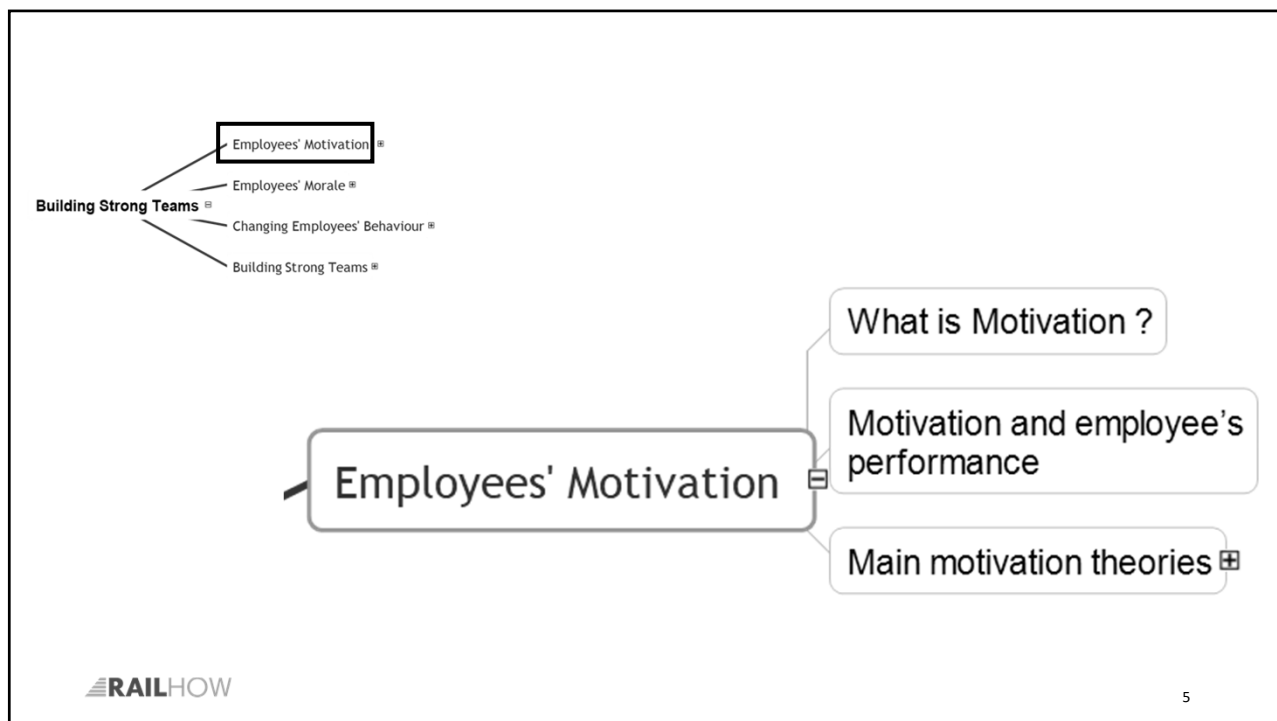 Employees' Motivation
Employees' Morale
Building Strong Teams
Changing Employees' Behaviour
Building Strong Teams
What is Motivation ?
Motivation and employee’s
performance
Employees' Motivation
Main motivation theories
RAILHOW
5